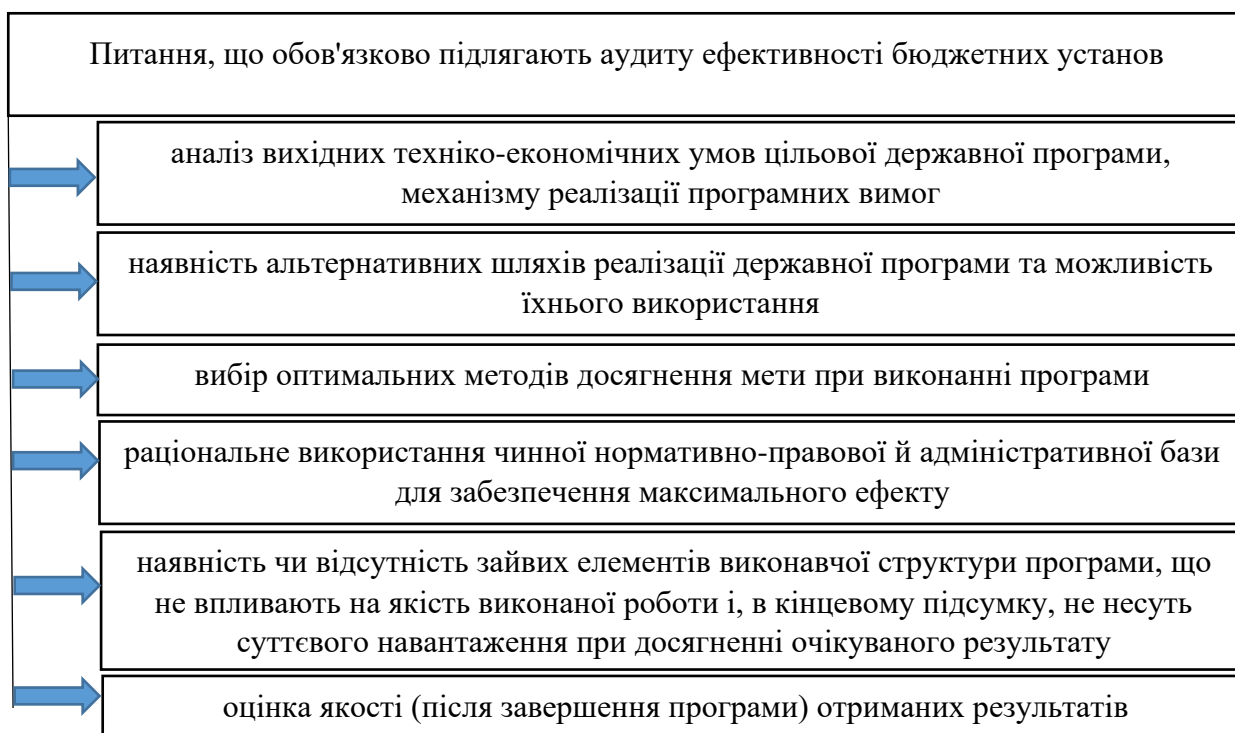 Питання, що обов'язково підлягають аудиту ефективності бюджетних установ
аналіз вихідних техніко-економічних умов цільової державної програми,
механізму реалізації програмних вимог
наявність альтернативних шляхів реалізації державної програми та можливість
їхнього використання
вибір оптимальних методів досягнення мети при виконанні програми
раціональне використання чинної нормативно-правової й адміністративної бази
для забезпечення максимального ефекту
наявність чи відсутність зайвих елементів виконавчої структури програми, що
не впливають на якість виконаної роботи і, в кінцевому підсумку, не несуть
суттєвого навантаження при досягненні очікуваного результату
оцінка якості (після завершення програми) отриманих результатів